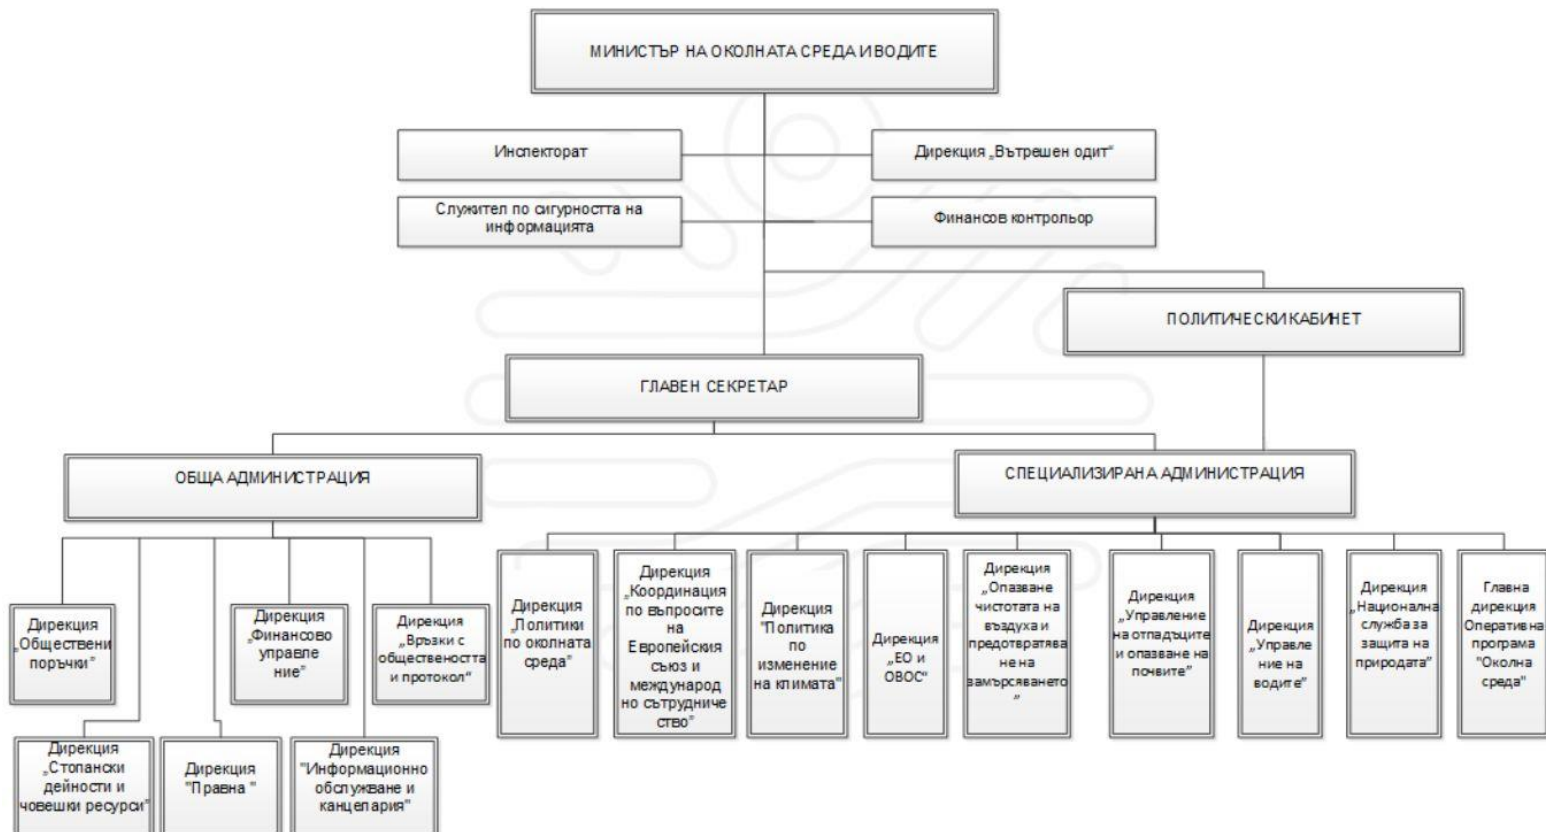 МИНИСТЪР НА ОКОЛНАТА СРЕДА И ВОДИТЕ
Инспекторат
Дирекция „Вътрешен одит“
Служител по сигурността на
информацията
Финансов контрольор
ПОЛИТИЧЕСКИ КАБИНЕТ
ГЛАВЕН СЕКРЕТАР
ОБЩА АДМИНИСТРАЦИЯ
СПЕЦИАЛИЗИРАНА АДМИНИСТРАЦИЯ
Дирекция
„Обществени
поръчки”
Дирекция
„Финансово
управле
ние”
Дирекция
„Връзки с
обществеността
и протокол“
Дирекция
„Стопански
дейности и
човешки ресурси”
Дирекция
"Правна "
Дирекция
"Информационно
обслужване и
канцелария"
Дирекция
„Политики
по околната
среда”
Дирекция
„Координация
по въпросите
на
Европейския
съюз и
международ
но сътрудниче
ство”
Дирекция
"Политика
по
изменение
на климата"
Дирекция
„ЕО и
ОВОС“
Дирекция
„Опазване
чистотата на
въздуха и
предотвратява
не на
замърсяването
”
Дирекция
„Управление
на отпадъците
и опазване на
почвите”
Дирекция
„Управле
ние на
водите”
Дирекция
„Национална
служба за
защита на
природата”
Главна
дирекция
Оперативна
програма
"Околна
среда"